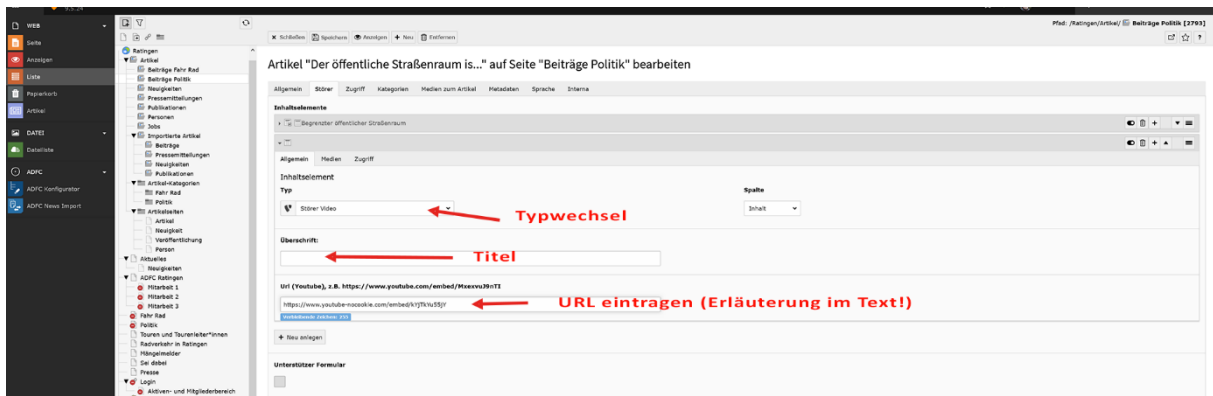 9.5.24
WEB
Seite
Anzeigen
Liste
Papierkorb
Artikel
DATEI
Dateiliste
ADFC
ADFC Konfigurator
ADFC News Import
Ratingen
Artikel
Beiträge Fahr Rad
Beiträge Politik
Neuigkeiten
Pressemitteilungen
Publikationen
Personen
Jobs
Importierte Artikel
Beiträge
Pressemitteilungen
Neuigkeiten
Publikationen
Artikel-Kategorien
Fahr Rad
Politik
Artikelseiten
Artikel
Neuigkeit
Veröffentlichung
Person
Aktuelles
Neuigkeiten
ADFC Ratingen
Mitarbeit 1
Mitarbeit 2
Mitarbeit 3
Fahr Rad
Politik
Touren und Tourenleiter*innen
Radverkehr in Ratingen
Mängelmelder
Sei dabei
Presse
Login
Aktiven- und Mitgliederbereich
Pfad: /Ratingen/Artikel/ Beiträge Politik [2793]
Schließen Speichern Anzeigen Neu Entfernen
Artikel "Der öffentliche Straßenraum is..." auf Seite "Beiträge Politik" bearbeiten
Allgemein Störer Zugriff Kategorien Medien zum Artikel Metadaten Sprache Interna
Inhaltselemente
Begrenzter öffentlicher Straßenraum
Allgemein Medien Zugriff
Inhaltselement
Typ Spalte
Störer Video Inhalt
Typwechsel
Überschrift:
Titel
Url (Youtube), z.B. https://www.youtube.com/embed/MxexvuJ9nTI
https://www.youtube-nocookie.com/embed/kYJTkYu55jY
URL eintragen (Erläuterung im Text!)
Verbleibende Zeichen:
+ Neu anlegen
Unterstützer Formular